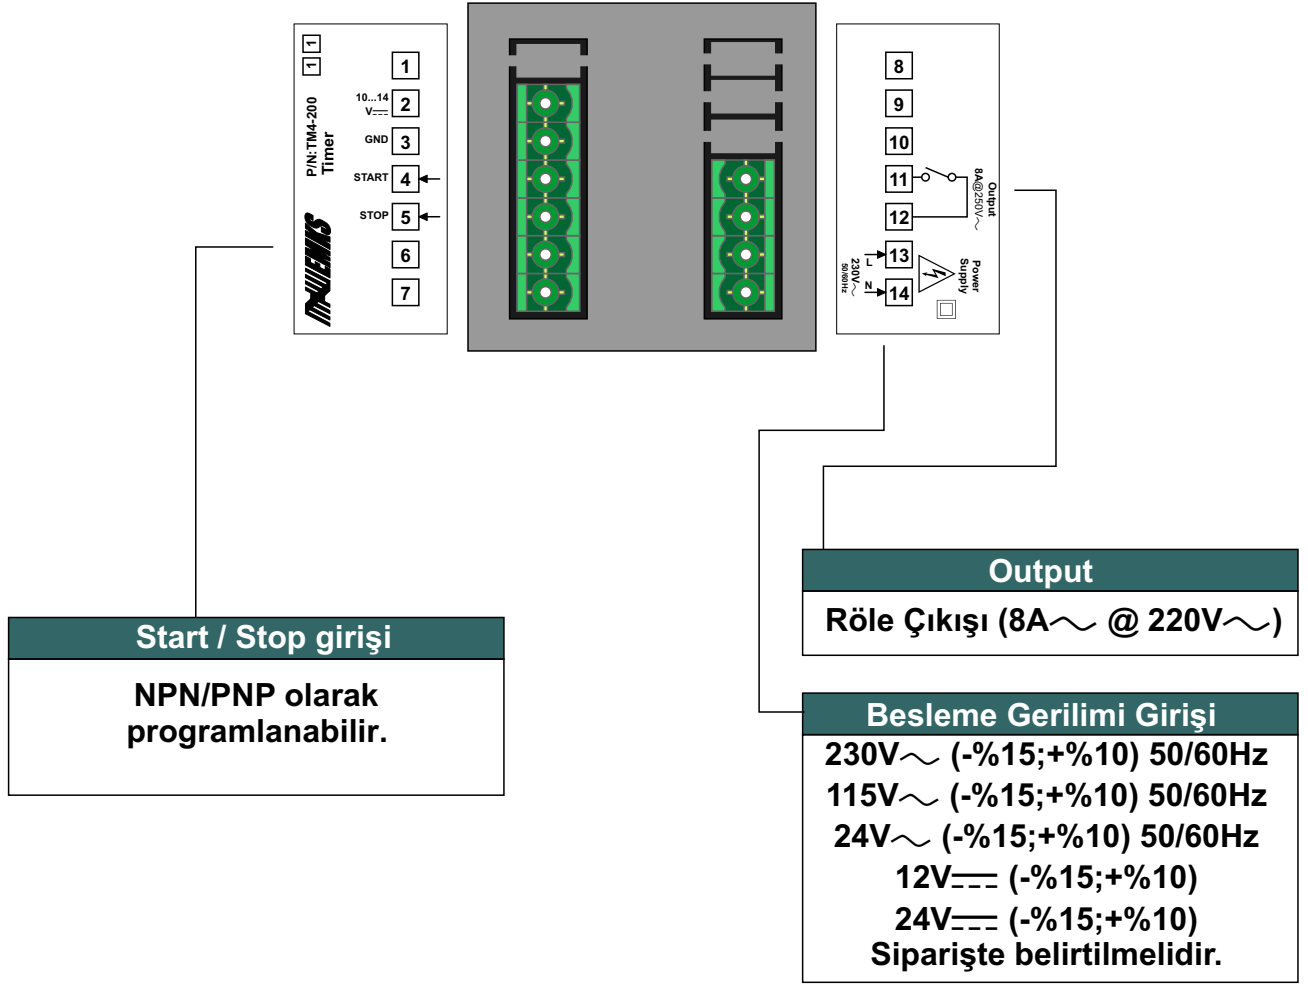 1 1
P/N:TM4-200
Timer
1
10...14
V
2
GND 3
START 4
STOP 5
6
7
8
9
10
11
12
13
14
Output
8A@250V
L
N
230V
50/60Hz
Power
Supply
Start / Stop girişi
NPN/PNP olarak
programlanabilir.
Output
Röle Çıkışı (8A @ 220V)
Besleme Gerilimi Girişi
230V (-%15;+%10) 50/60Hz
115V (-%15;+%10) 50/60Hz
24V (-%15;+%10) 50/60Hz
12V (-%15;+%10)
24V (-%15;+%10)
Siparişte belirtilmelidir.